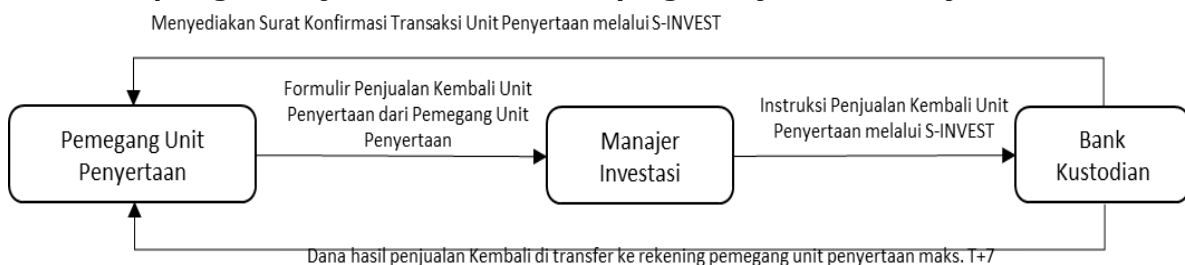 Menyediakan Surat Konfirmasi Transaksi Unit Penyertaan melalui S-INVEST
Formulir Penjualan Kembali Unit
Penyertaan dari Pemegang Unit
Penyertaan
Instruksi Penjualan Kembali Unit
Penyertaan melalui S-INVEST
Pemegang Unit
Penyertaan
Manajer
Investasi
Bank
Kustodian
Dana hasil penjualan Kembali di transfer ke rekening pemegang unit penyertaan maks. T+7